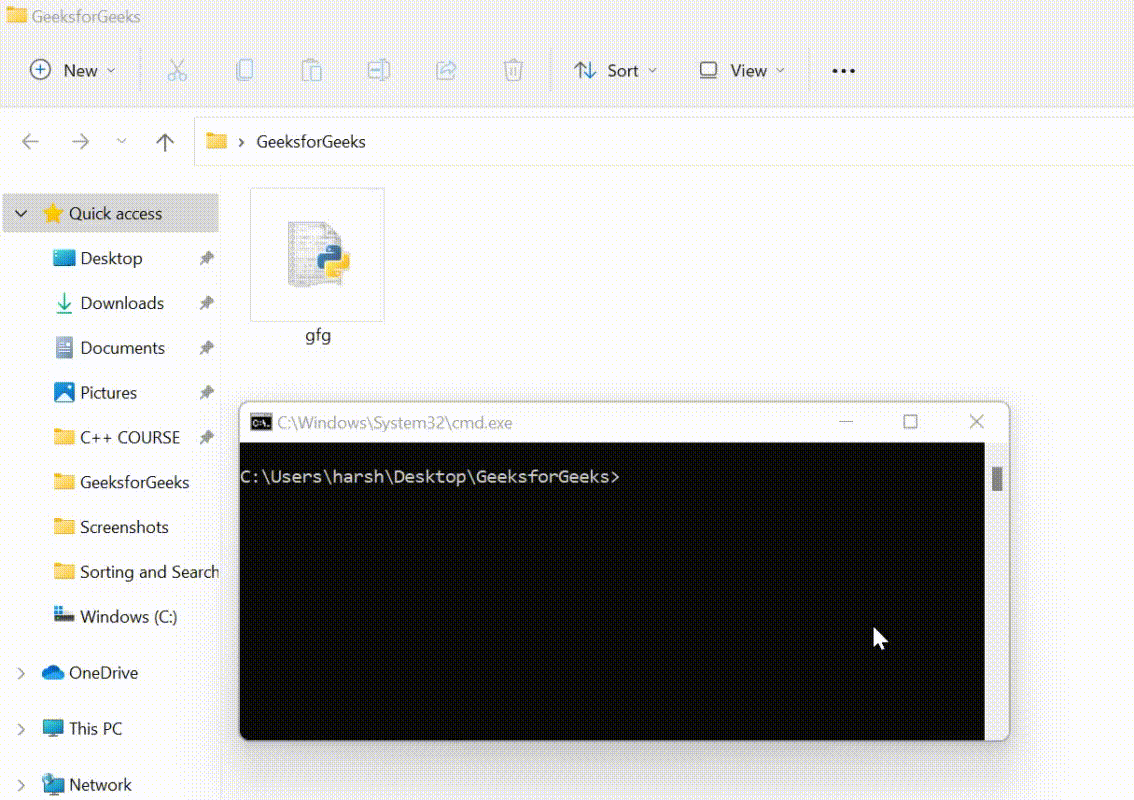 GeeksforGeeks
New
Sort
View
GeeksforGeeks
Quick access
Desktop
Downloads
Documents
Pictures
C++ COURSE
GeeksforGeeks
Screenshots
Sorting and Search
Windows (C:)
OneDrive
This PC
Network
gfg
C:\Windows\System32\cmd.exe
C:\Users\harsh\Desktop\GeeksforGeeks>